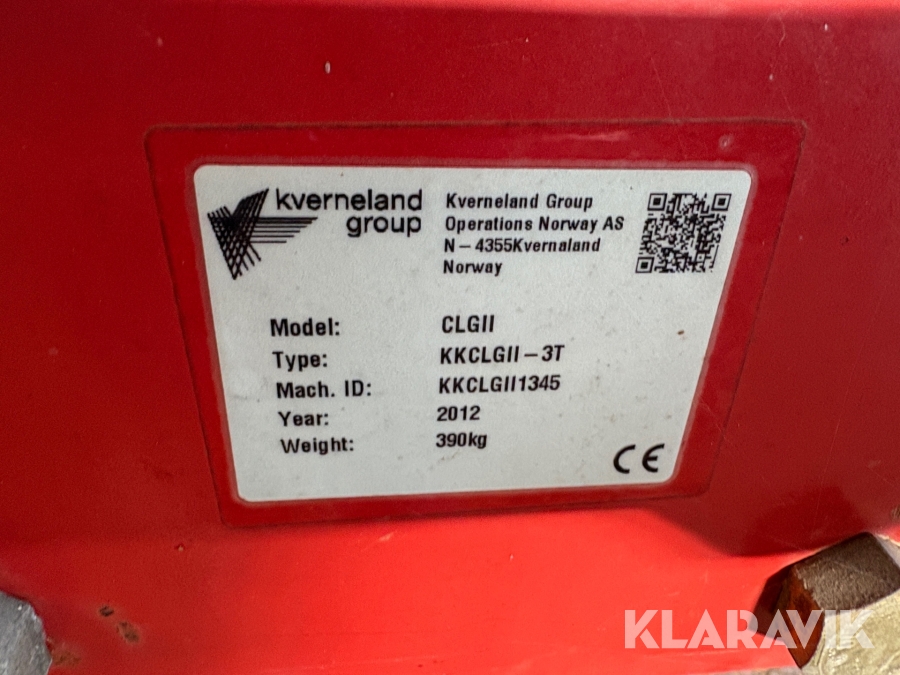 kverneland
group
Kverneland Group
Operations Norway AS
N-4355Kvernaland
Norway
Model: CLGII
Type: KKCLGII-3T
Mach. ID: KKCLGII1345
Year: 2012
Weight: 390kg
CE
KLARAVIK